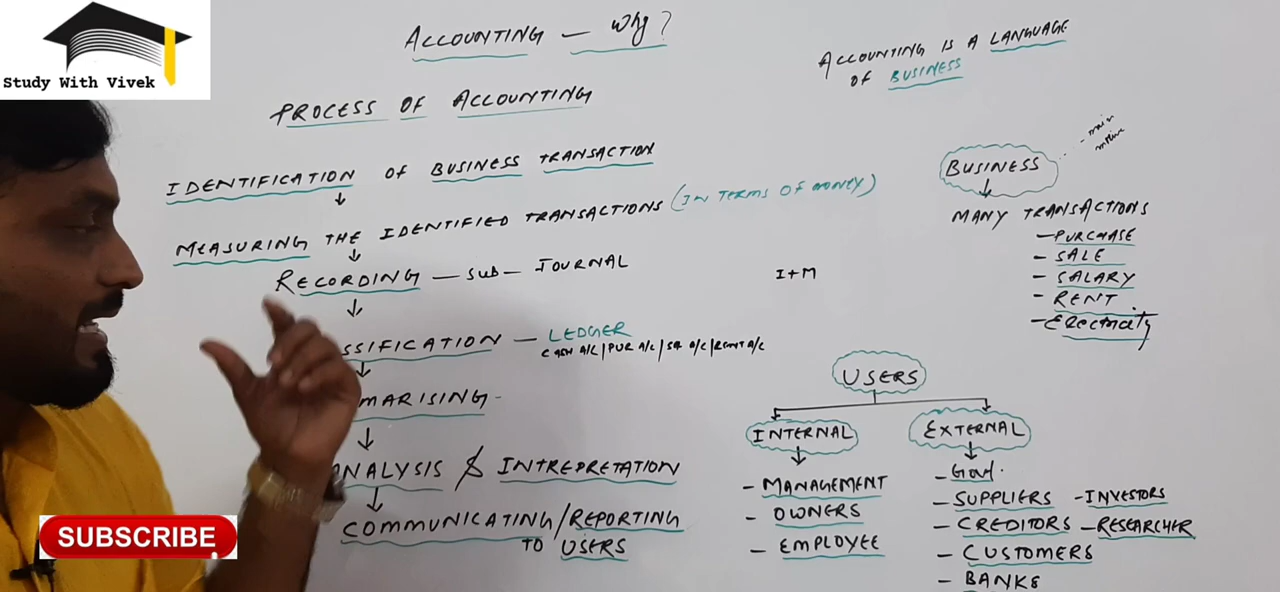 Study With Vivek
ACCOUNTING - Why?
PROCESS OF ACCOUNTING
IDENTIFICATION OF BUSINESS TRANSACTION
MEASURING THE IDENTIFIED TRANSACTIONS (IN TERMS OF MONEY)
RECORDING - SUB - JOURNAL
SSIFICATION - LEDGER
CASH A/C / PUR A/C / SA A/C / RENT A/C
MARISING
ANALYSIS & INTREPRETATION
COMMUNICATING / REPORTING
TO USERS
SUBSCRIBE
ACCOUNTING IS A LANGUAGE
OF BUSINESS
BUSINESS
main
MANY TRANSACTIONS
- PURCHASE
- SALE
- SALARY
- RENT
- Electricity
I+M
USERS
INTERNAL
- MANAGEMENT
- OWNERS
- EMPLOYEE
EXTERNAL
- Govt.
- SUPPLIERS - INVESTORS
- CREDITORS - RESEARCHER
- CUSTOMERS
- BANKS